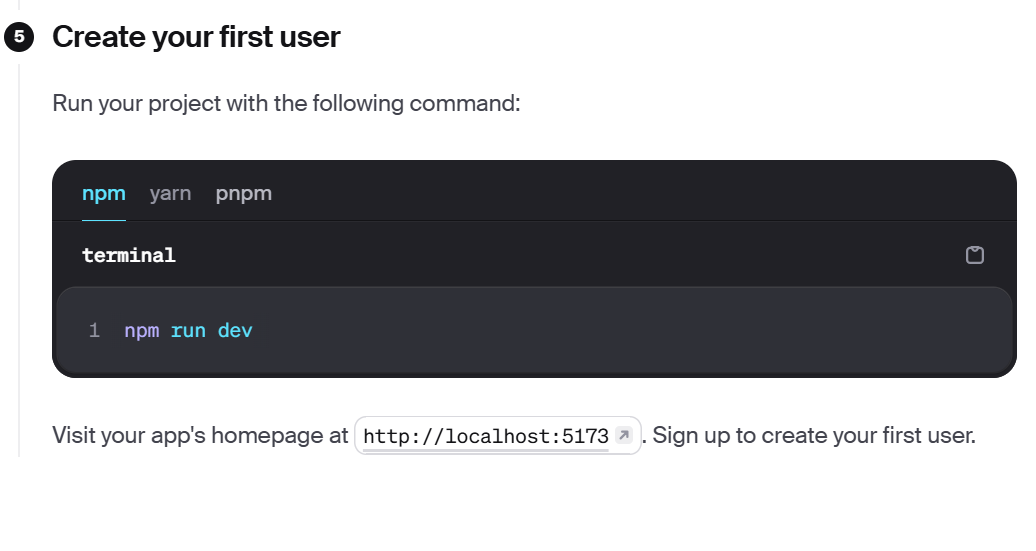 5 Create your first user
Run your project with the following command:
npm yarn pnpm
terminal
1 npm run dev
Visit your app's homepage at http://localhost:5173. Sign up to create your first user.